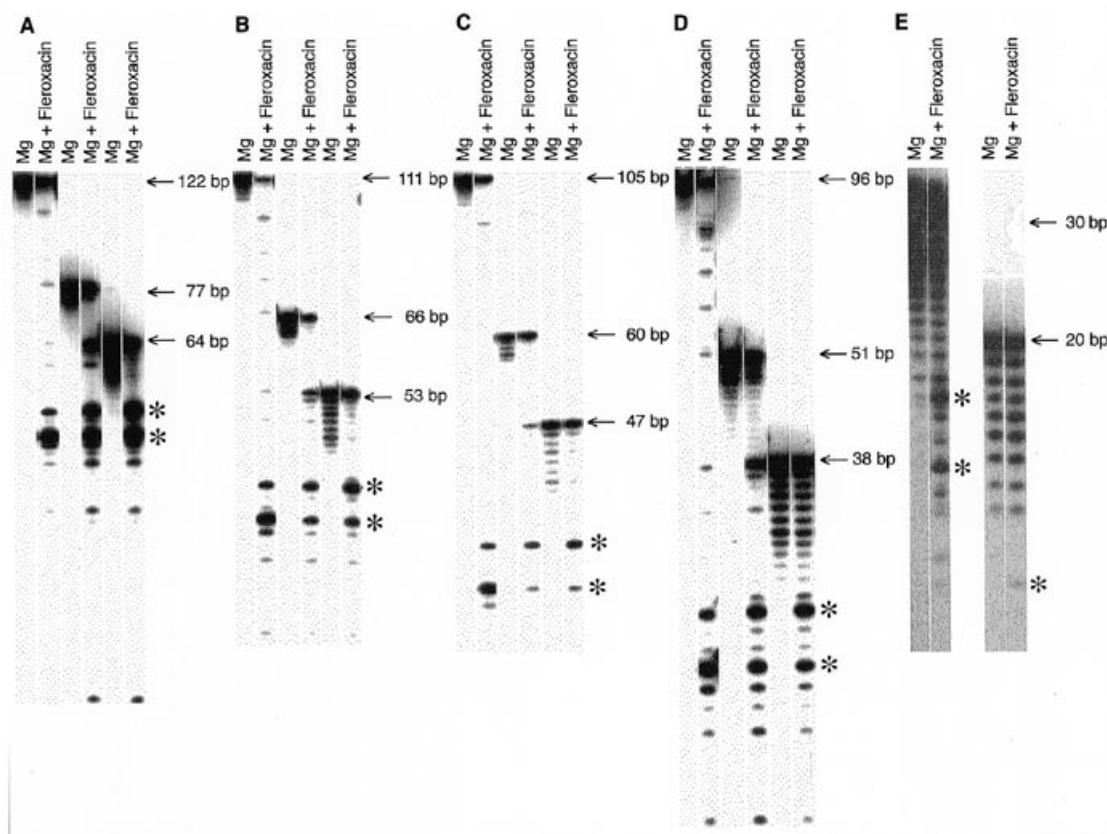 A
Mg
Mg + Fleroxacin
Mg
Mg + Fleroxacin
Mg
Mg + Fleroxacin
← 122 bp
← 77 bp
← 64 bp
*
*
B
Mg
Mg + Fleroxacin
Mg
Mg + Fleroxacin
Mg
Mg + Fleroxacin
← 111 bp
← 66 bp
← 53 bp
*
*
C
Mg
Mg + Fleroxacin
Mg
Mg + Fleroxacin
Mg
Mg + Fleroxacin
← 105 bp
← 60 bp
← 47 bp
*
*
D
Mg
Mg + Fleroxacin
Mg
Mg + Fleroxacin
Mg
Mg + Fleroxacin
← 96 bp
← 51 bp
← 38 bp
*
*
E
Mg
Mg + Fleroxacin
Mg
Mg + Fleroxacin
← 30 bp
← 20 bp
*
*
*